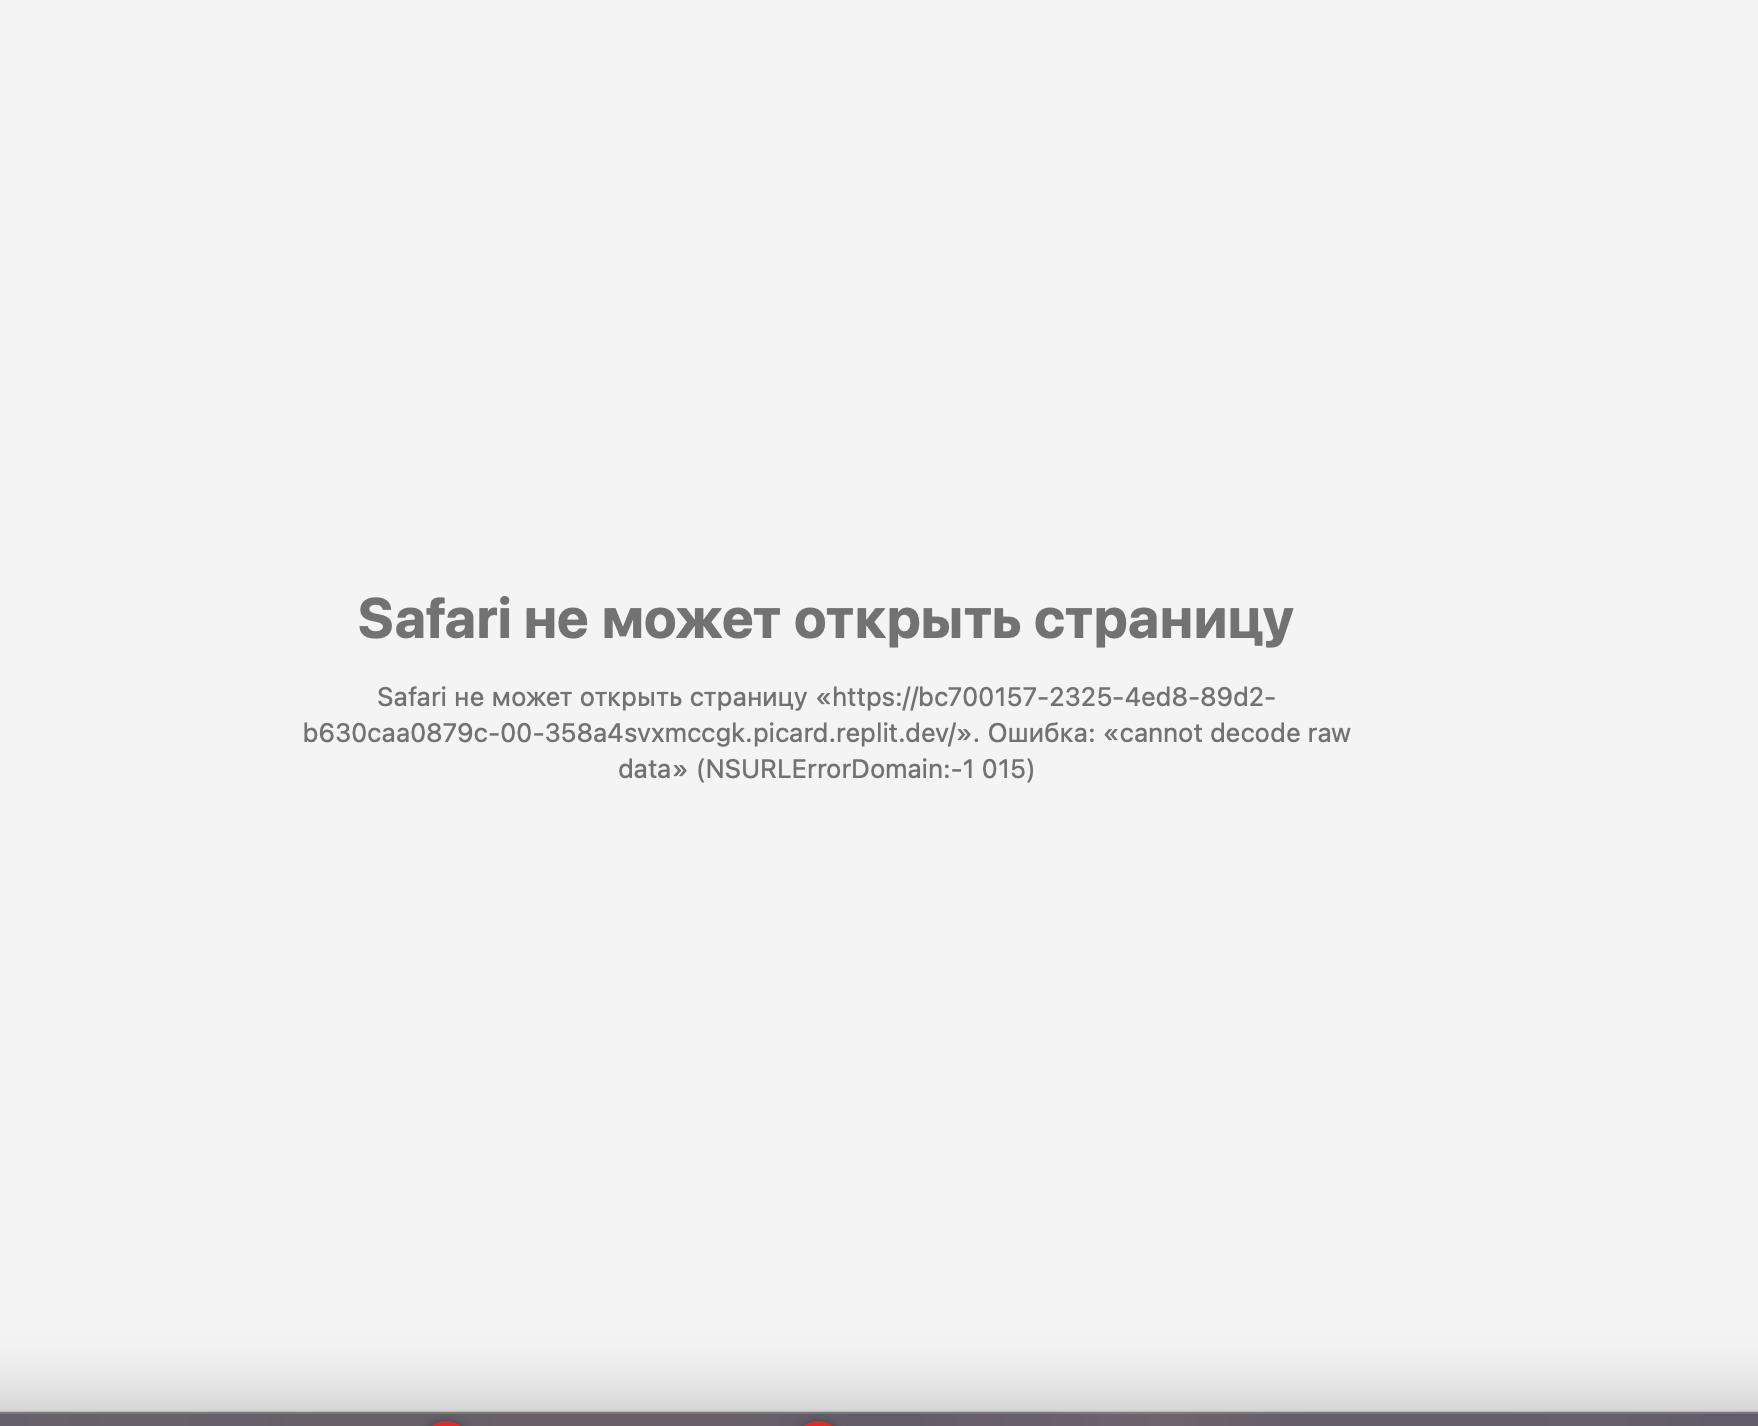 Safari не может открыть страницу
Safari не может открыть страницу «https://bc700157-2325-4ed8-89d2-
b630caa0879c-00-358a4svxmccgk.picard.replit.dev/». Ошибка: «cannot decode raw
data» (NSURLErrorDomain:-1 015)